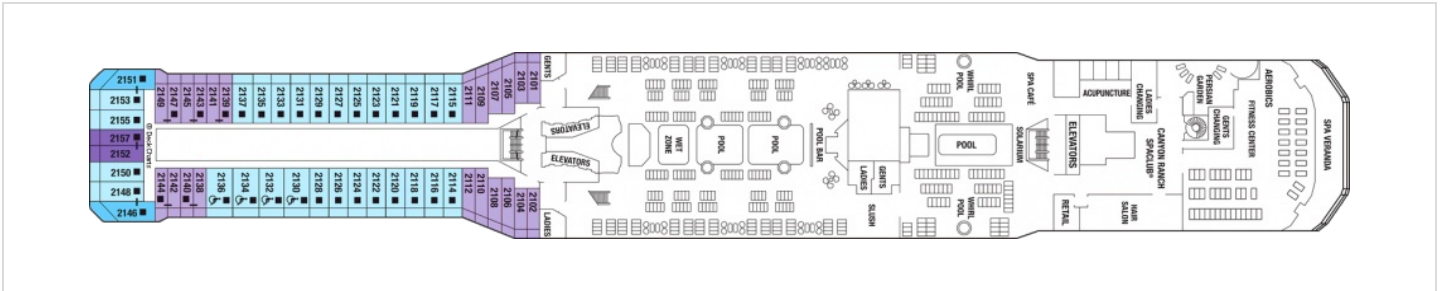 2151
2153
2155
2157
2152
2150
2148
2146
© DeckCharts
2149
2147
2145
2143
2141
2139
2137
2135
2133
2131
2129
2127
2125
2123
2121
2119
2117
2115
2111
2109
2107
2105
2103
2101
2144
2142
2140
2138
2136
2134
2132
2130
2128
2126
2124
2122
2120
2118
2116
2114
2112
2110
2108
2106
2104
2102
GENTS
LADIES
ELEVATORS
ELEVATORS
WET
ZONE
POOL
POOL
POOL BAR
GENTS
LADIES
SLUSH
WHIRL
POOL
POOL
WHIRL
POOL
SOLARIUM
SPA CAFÉ
ELEVATORS
RETAIL
ACUPUNCTURE
LADIES
CHANGING
CANYON RANCH
SPACLUB®
HAIR
SALON
PERSIAN
GARDEN
GENTS
CHANGING
AEROBICS
FITNESS CENTER
SPA VERANDA